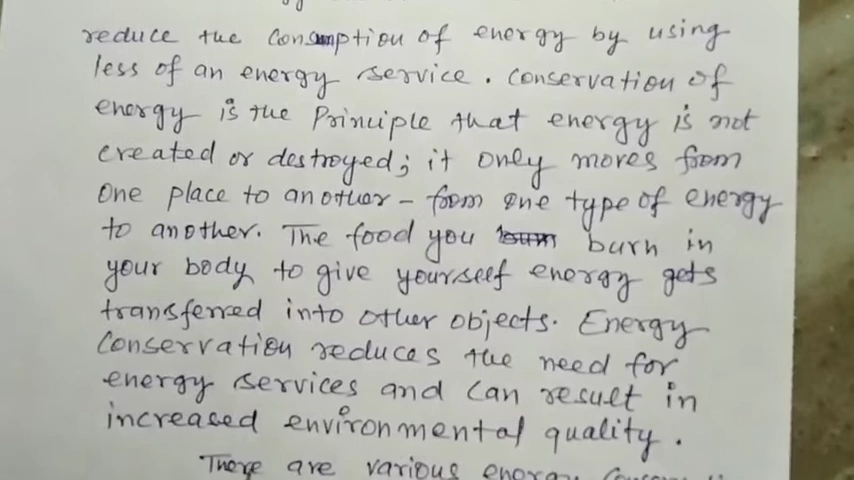 reduce the consumption of energy by using
less of an energy service. Conservation of
energy is the Principle that energy is not
created or destroyed; it only moves from
one place to another - from one type of energy
to another. The food you burn in
your body to give yourself energy gets
transferred into other objects. Energy
Conservation reduces the need for
energy services and can result in
increased environmental quality.
There are various energy